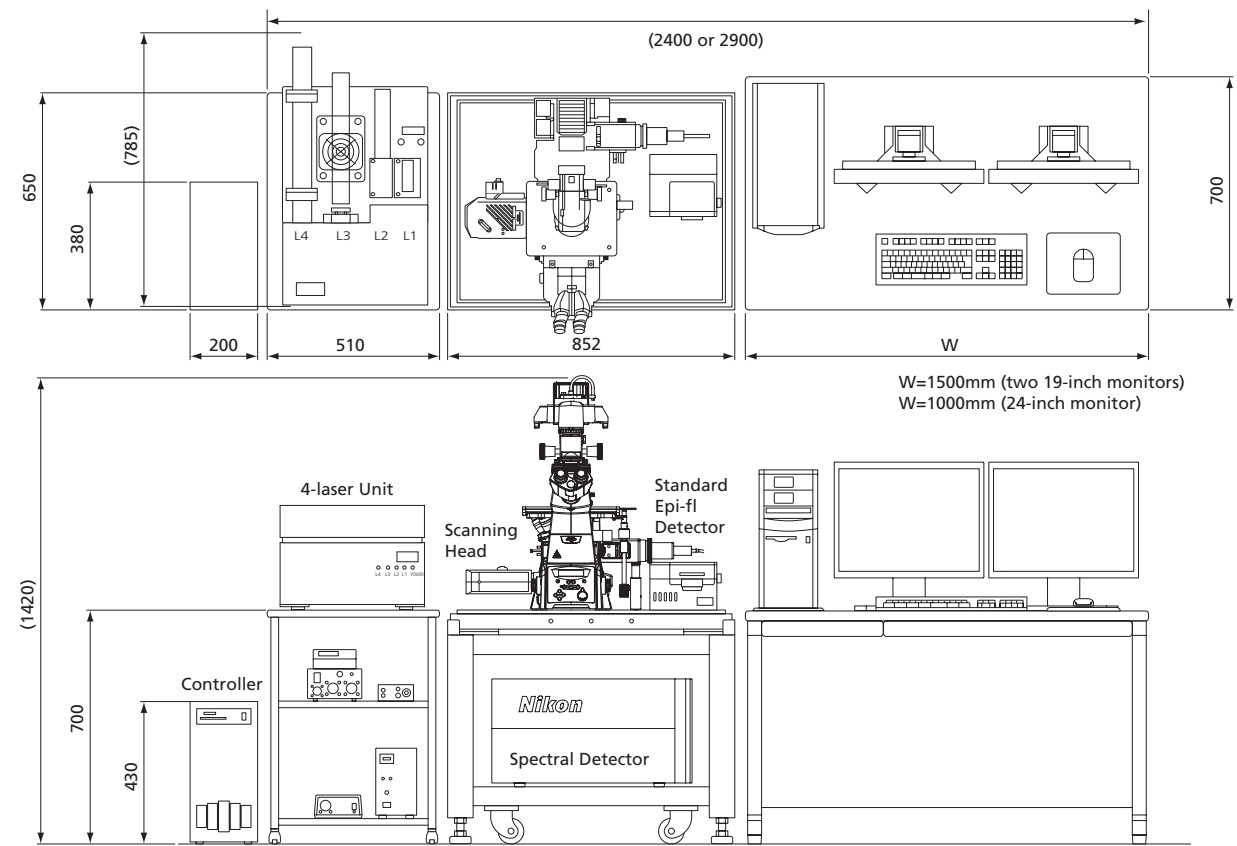 (2400 or 2900)
(785)
650
380
700
L4 L3 L2 L1
200
510
852
W
W=1500mm (two 19-inch monitors)
W=1000mm (24-inch monitor)
4-laser Unit
Standard
Epi-fl
Detector
Scanning
Head
L4 L3 L2 L1 POWER
(1420)
Controller
700
430
Nikon
Spectral Detector